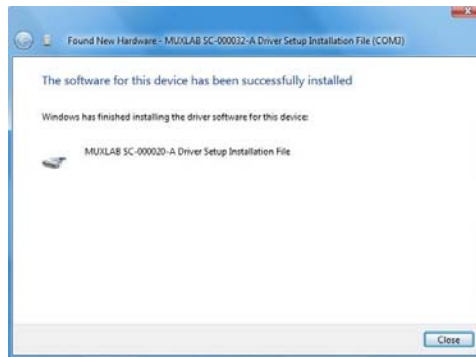 Found New Hardware - MUXLAB SC-000032-A Driver Setup Installation File (COM3)
The software for this device has been successfully installed
Windows has finished installing the driver software for this device:
MUXLAB SC-000020-A Driver Setup Installation File
Close